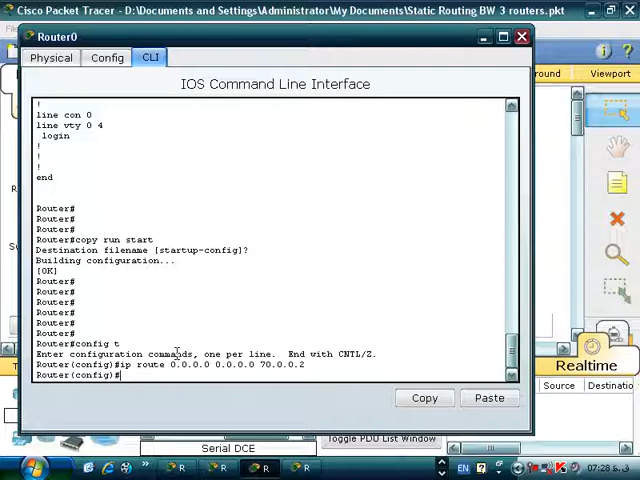 Cisco Packet Tracer - D:\Documents and Settings\Administrator\My Documents\Static Routing BW 3 routers.pkt
Router0
Physical
Config
CLI
IOS Command Line Interface
!
line con 0
line vty 0 4
login
!
!
!
end
Router#
Router#
Router#
Router#copy run start
Destination filename [startup-config]?
Building configuration...
[OK]
Router#
Router#
Router#
Router#
Router#
Router#config t
Enter configuration commands, one per line.  End with CNTL/Z.
Router(config)#ip route 0.0.0.0 0.0.0.0 70.0.0.2
Router(config)#
Copy
Paste
ound
Viewport
Realtime
Serial DCE
Toggle PDU List Window
R
R
R
R
EN
07:28